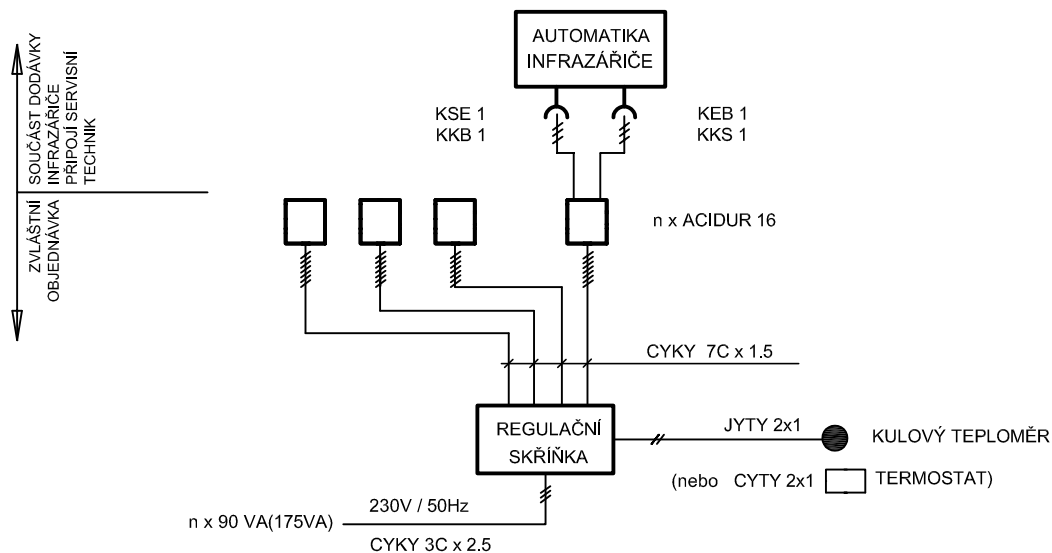 AUTOMATIKA
INFRAZÁŘIČE
KSE 1
KKB 1
KEB 1
KKS 1
SOUČÁST DODÁVKY
INFRAZÁŘIČE
PŘIPOJÍ SERVISNÍ
TECHNIK
ZVLÁŠTNÍ
OBJEDNÁVKA
n x ACIDUR 16
CYKY 7C x 1.5
REGULAČNÍ
SKŘÍŇKA
JYTY 2x1
KULOVÝ TEPLOMĚR
(nebo CYTY 2x1 TERMOSTAT)
230V / 50Hz
n x 90 VA(175VA)
CYKY 3C x 2.5